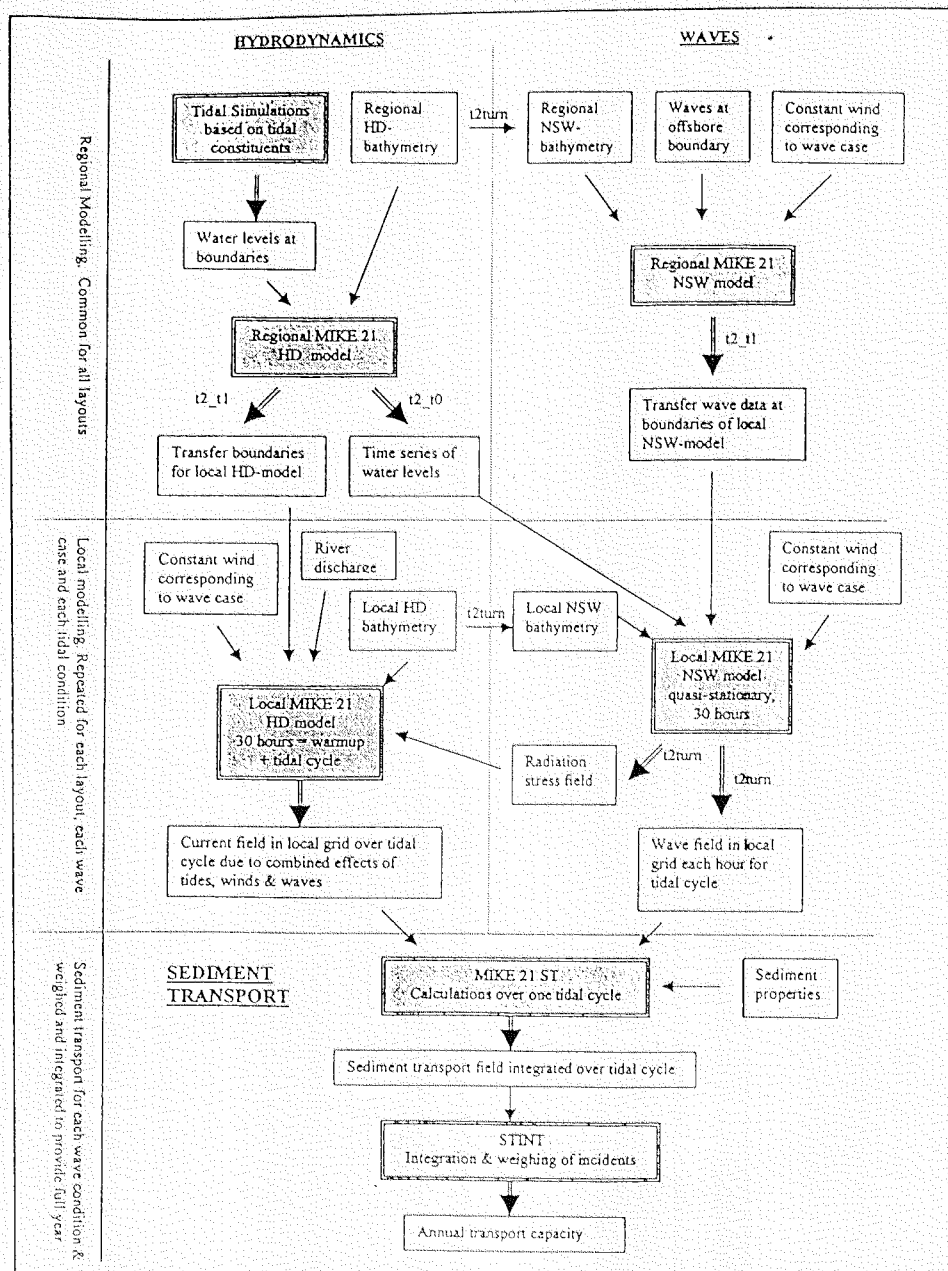 HYDRODYNAMICS
WAVES
Regional Modelling. Common for all layouts
Tidal Simulations
based on tidal
constituents
Regional
HD-
bathymetry
t2turn
Regional
NSW-
bathymetry
Waves at
offshore
boundary
Constant wind
corresponding
to wave case
Water levels at
boundaries
Regional MIKE 21
NSW model
Regional MIKE 21
HD model
t2_t1
t2_t1
t2_t0
Transfer boundaries
for local HD-model
Time series of
water levels
Transfer wave data at
boundaries of local
NSW-model
Local modelling. Repeated for each layout, each wave
case and each tidal condition
Constant wind
corresponding
to wave case
River
discharge
Constant wind
corresponding
to wave case
Local HD
bathymetry
t2turn
Local NSW
bathymetry
Local MIKE 21
NSW model
quasi-stationary,
30 hours
Local MIKE 21
HD model
30 hours = warmup
+ tidal cycle
Radiation
stress field
t2turn
t2turn
Current field in local grid over tidal
cycle due to combined effects of
tides, winds & waves
Wave field in local
grid each hour for
tidal cycle
Sediment transport for each wave condition &
weighed and integrated to provide full year
SEDIMENT
TRANSPORT
MIKE 21 ST
Calculations over one tidal cycle
Sediment
properties
Sediment transport field integrated over tidal cycle
STINT
Integration & weighing of incidents
Annual transport capacity